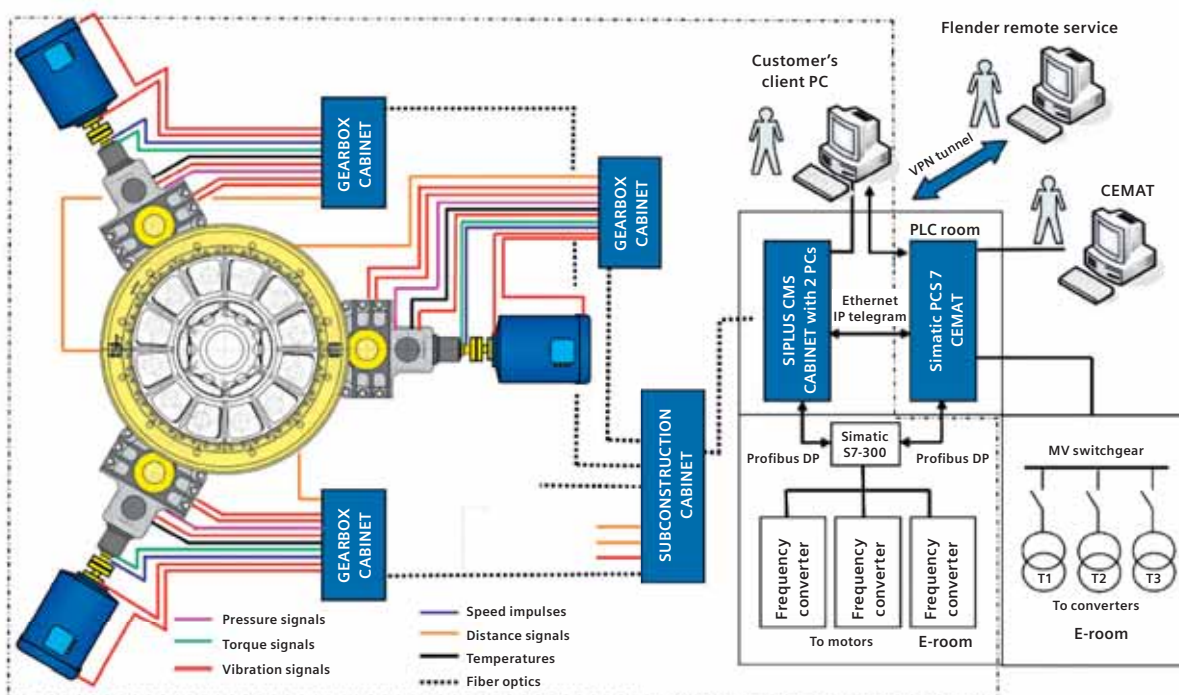 Flender remote service
Customer's
client PC
VPN tunnel
CEMAT
GEARBOX
CABINET
GEARBOX
CABINET
PLC room
SIPLUS CMS
CABINET with 2 PCs
Ethernet
IP telegram
Simatic PCS 7
CEMAT
SUBCONSTRUCTION
CABINET
Simatic
S7-300
Profibus DP
Profibus DP
MV switchgear
GEARBOX
CABINET
Frequency
converter
Frequency
converter
Frequency
converter
T1
T2
T3
To converters
E-room
To motors
E-room
Pressure signals
Torque signals
Vibration signals
Speed impulses
Distance signals
Temperatures
Fiber optics